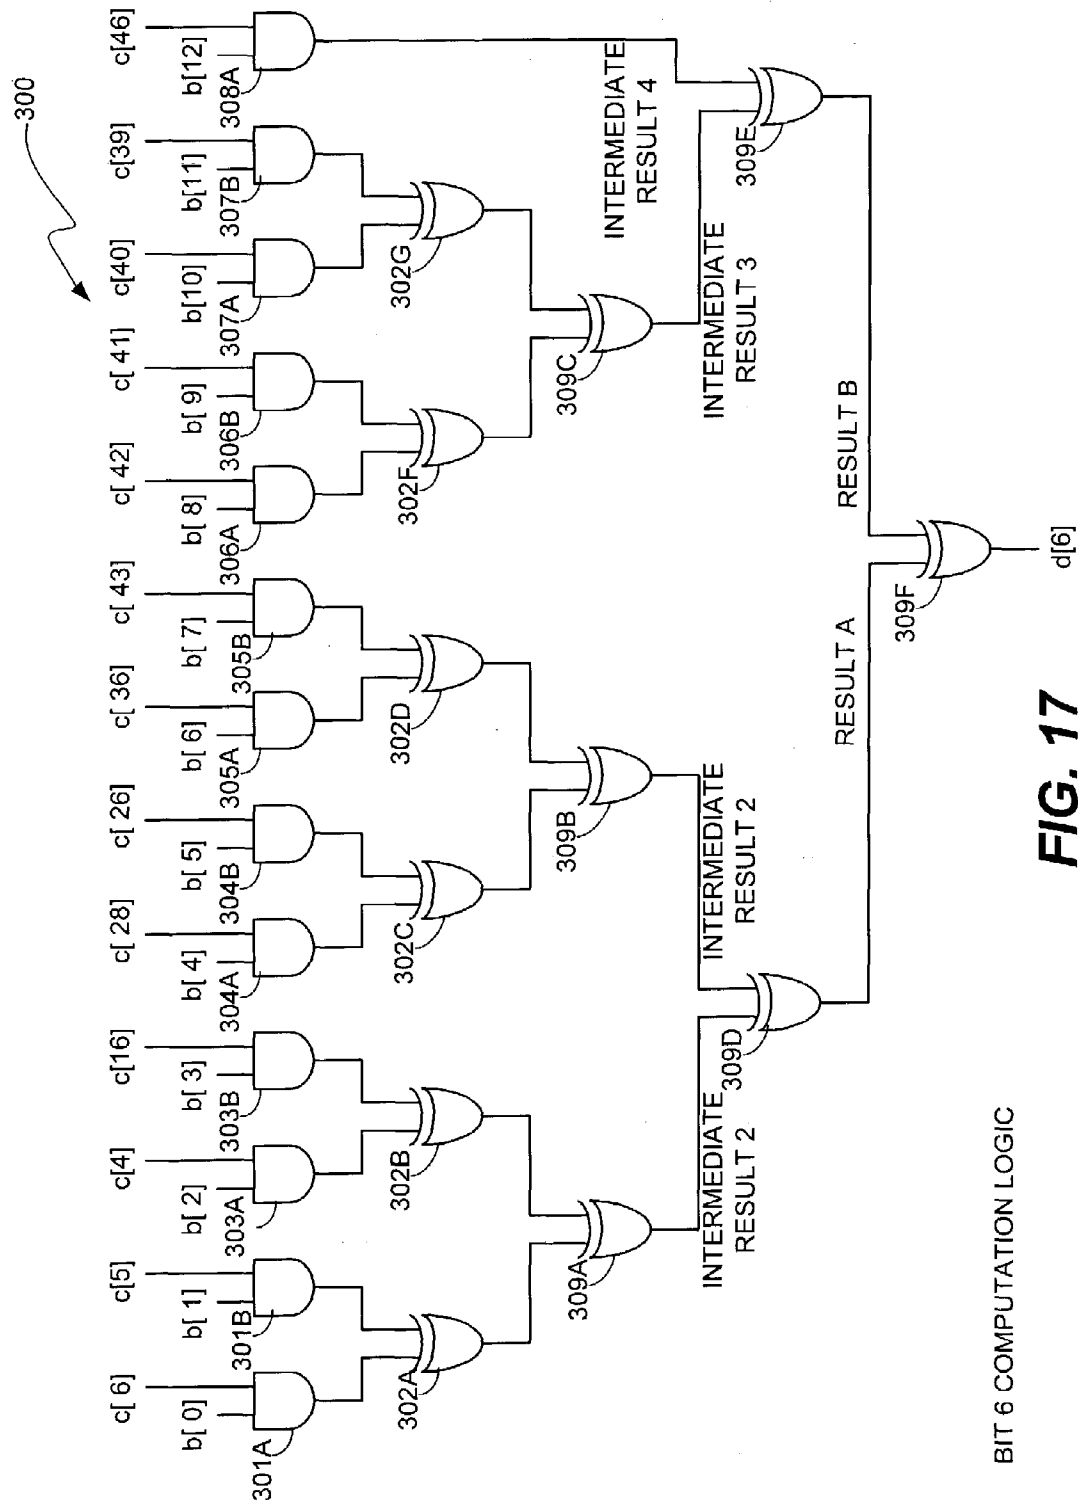 300
c[ 6]
c[5]
c[4]
c[16]
c[28]
c[26]
c[36]
c[ 43]
c[ 42]
c[41]
c[40]
c[39]
c[46]
b[ 0]
b[ 1]
b[ 2]
b[ 3]
b[ 4]
b[ 5]
b[ 6]
b[ 7]
b[ 8]
b[ 9]
b[10]
b[11]
b[12]
301A
301B
303A
303B
304A
304B
305A
305B
306A
306B
307A
307B
308A
302A
302B
302C
302D
302F
302G
309A
309B
309C
INTERMEDIATE
RESULT 2
INTERMEDIATE
RESULT 2
INTERMEDIATE
RESULT 3
INTERMEDIATE
RESULT 4
309D
309E
RESULT A
RESULT B
309F
d[6]
BIT 6 COMPUTATION LOGIC
FIG. 17